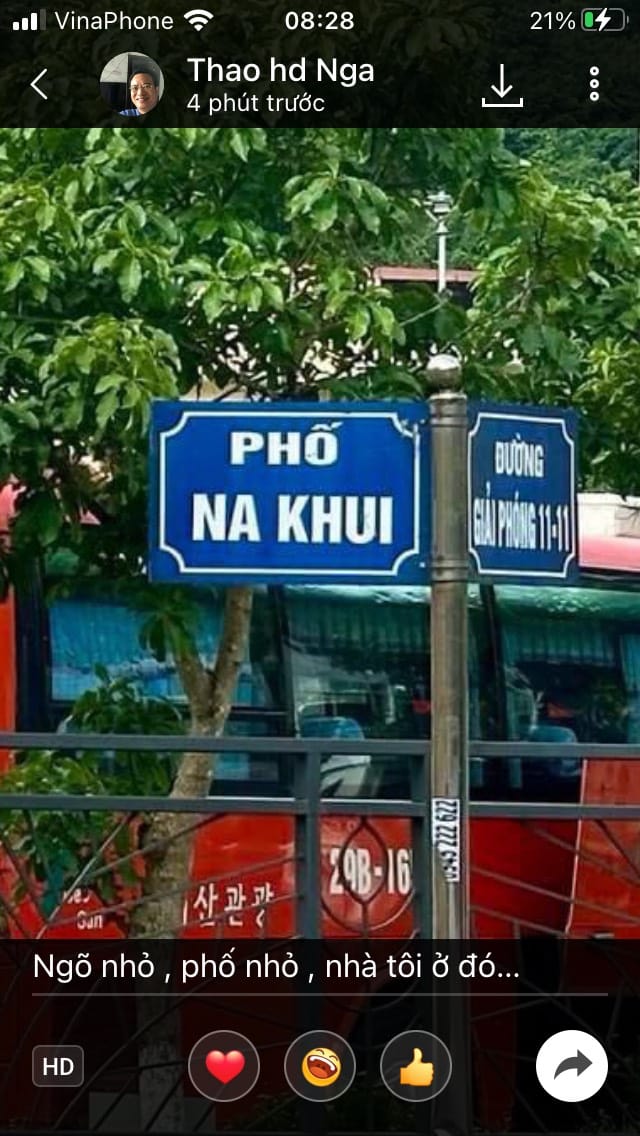 VinaPhone 08:28 21%
Thao hd Nga
4 phút trước
PHỐ
NA KHUI
ĐƯỜNG
GIẢI PHÓNG 11-11
29B-16
산관광
Ngõ nhỏ , phố nhỏ , nhà tôi ở đó...
HD